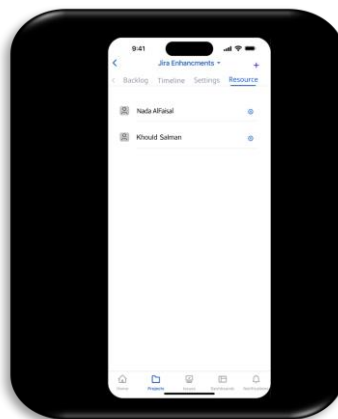 9:41
Jira Enhancments
Backlog Timeline Settings Resource
Nada AlFaisal
Khould Salman
Home Projects Issues Dashboards Notifications